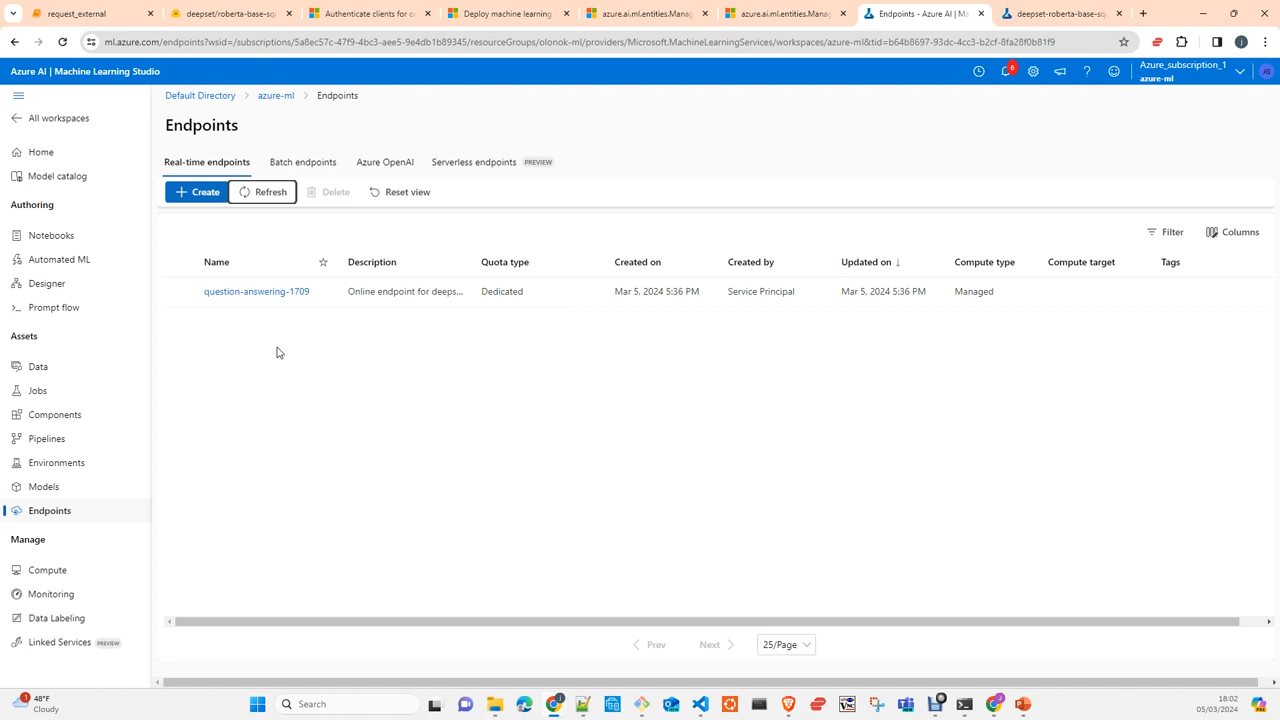 request_external
deepset/roberta-base-squ
Authenticate clients for o
Deploy machine learning
azure.ai.ml.entities.Manag
azure.ai.ml.entities.Manag
Endpoints - Azure AI | Ma
deepset-roberta-base-squ
ml.azure.com/endpoints?wsid=/subscriptions/5a8ec57c-47f9-4bc3-aee5-9e4db1b89345/resourceGroups/olonok-ml/providers/Microsoft.MachineLearningServices/workspaces/azure-ml&tid=b64b8697-93dc-4cc3-b2cf-8fa28f0b81f9
Azure AI | Machine Learning Studio
6
Azure_subscription_1
azure-ml
JG
All workspaces
Home
Model catalog
Authoring
Notebooks
Automated ML
Designer
Prompt flow
Assets
Data
Jobs
Components
Pipelines
Environments
Models
Endpoints
Manage
Compute
Monitoring
Data Labeling
Linked Services PREVIEW
Default Directory > azure-ml > Endpoints
Endpoints
Real-time endpoints Batch endpoints Azure OpenAI Serverless endpoints PREVIEW
Create Refresh Delete Reset view
Filter Columns
Name Description Quota type Created on Created by Updated on Compute type Compute target Tags
question-answering-1709 Online endpoint for deeps... Dedicated Mar 5, 2024 5:36 PM Service Principal Mar 5, 2024 5:36 PM Managed
Prev Next 25/Page
1
48°F
Cloudy
Search
18:02
05/03/2024